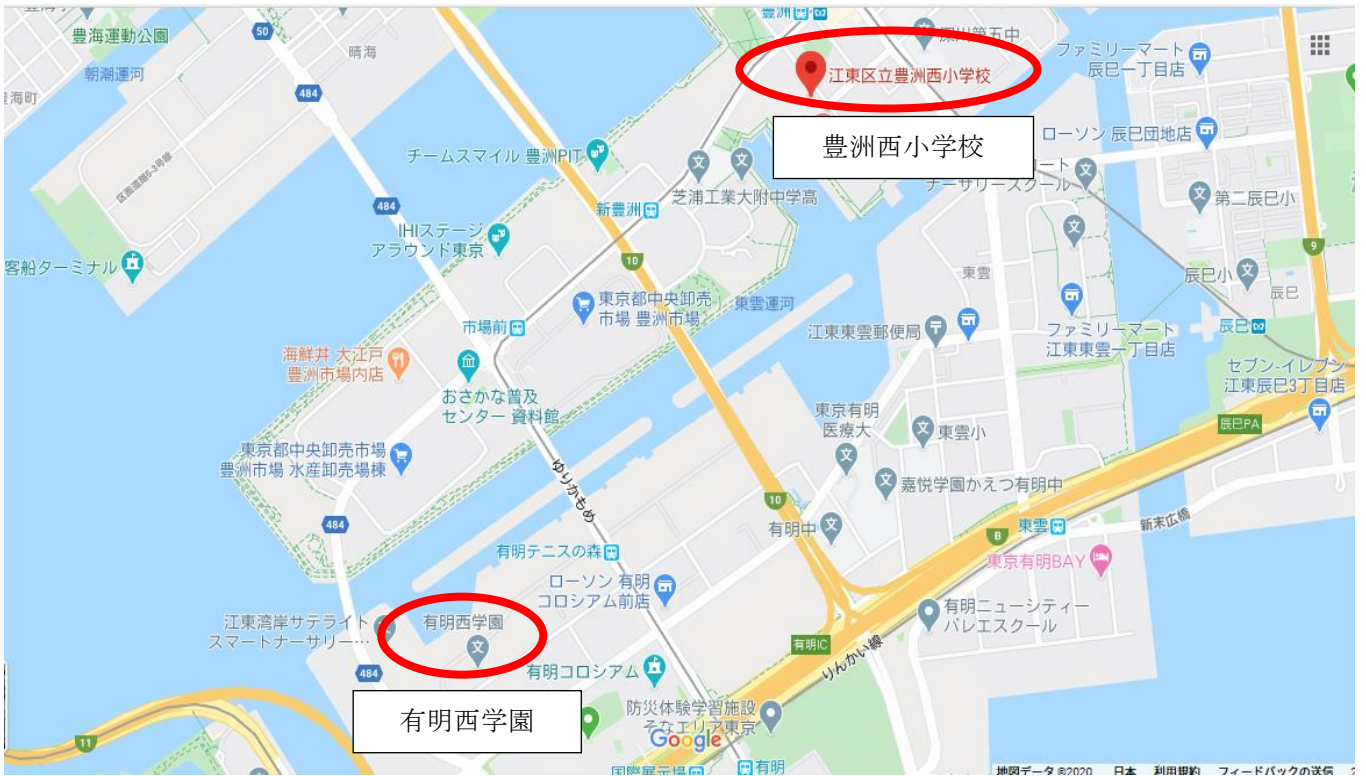 豊洲
豊海運動公園
50
深川第五中
晴海
ファミリーマート
辰巳一丁目店
朝潮運河
江東区立豊洲西小学校
484
豊洲西小学校
ローソン 辰巳団地店
チームスマイル 豊洲PIT
区画道路5-3号線
ナーサリースクール
芝浦工業大附中学高
第二辰巳小
484
新豊洲
IHIステージ
アラウンド東京
9
10
客船ターミナル
東雲
辰巳小
辰巳
東京都中央卸売
市場 豊洲市場
東雲運河
市場前
江東東雲郵便局
ファミリーマート
江東東雲一丁目店
辰巳
海鮮丼 大江戸
豊洲市場内店
セブン-イレブン
江東辰巳3丁目店
おさかな普及
センター 資料館
東京有明
医療大
辰巳PA
東雲小
東京都中央卸売市場
豊洲市場 水産卸売場棟
ゆりかもめ
嘉悦学園かえつ有明中
10
484
有明中
B
東雲
新末広橋
有明テニスの森
東京有明BAY
ローソン 有明
コロシアム前店
江東湾岸サテライト
スマートナーサリー…
有明西学園
有明ニューシティー
バレエスクール
有明IC
りんかい線
484
有明コロシアム
有明西学園
防災体験学習施設
そなエリア東京
11
Google
国際展示場
有明
地図データ ©2020 日本 利用規約 フィードバックの送信